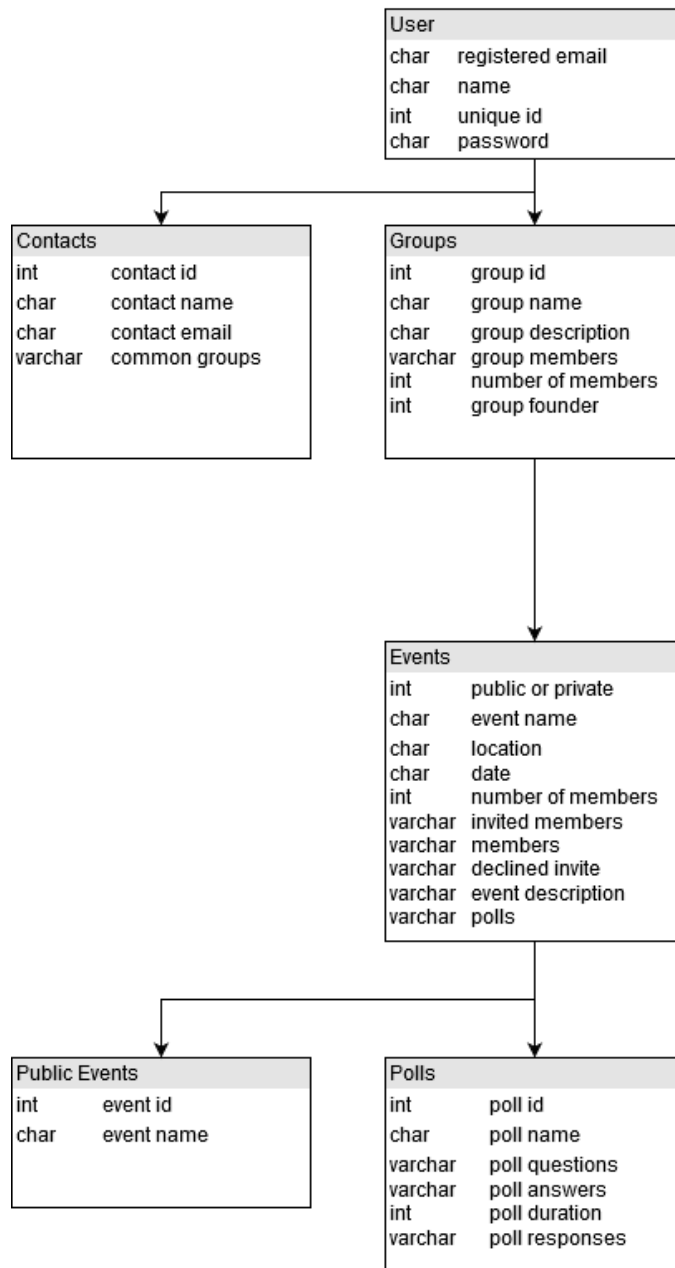 User
char registered email
char name
int unique id
char password
Contacts
int contact id
char contact name
char contact email
varchar common groups
Groups
int group id
char group name
char group description
varchar group members
int number of members
int group founder
Events
int public or private
char event name
char location
char date
int number of members
varchar invited members
varchar members
varchar declined invite
varchar event description
varchar polls
Public Events
int event id
char event name
Polls
int poll id
char poll name
varchar poll questions
varchar poll answers
int poll duration
varchar poll responses